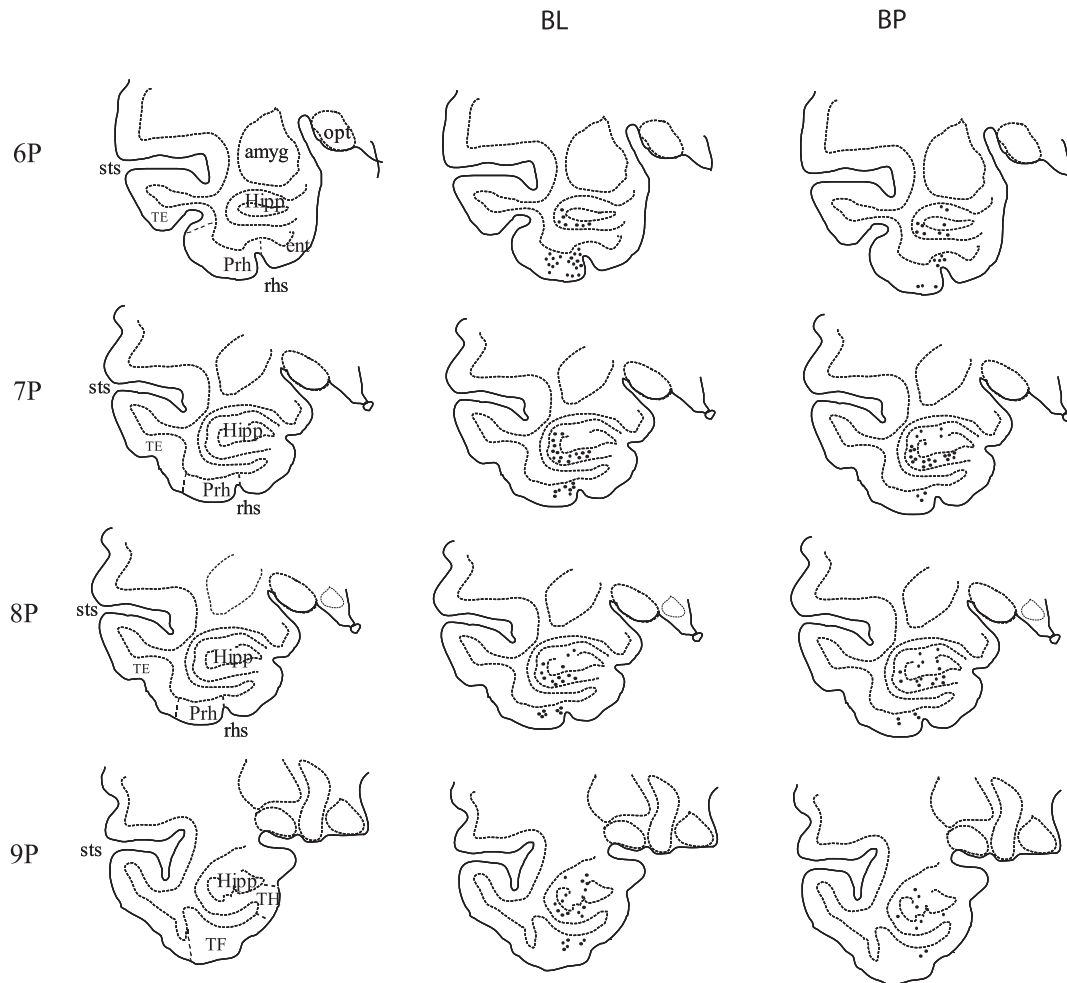 BL BP
6P
sts
amyg
opt
Hipp
TE
ent
Prh
rhs
7P
sts
Hipp
TE
Prh
rhs
8P
sts
Hipp
TE
Prh
rhs
9P
sts
Hipp
TH
TF